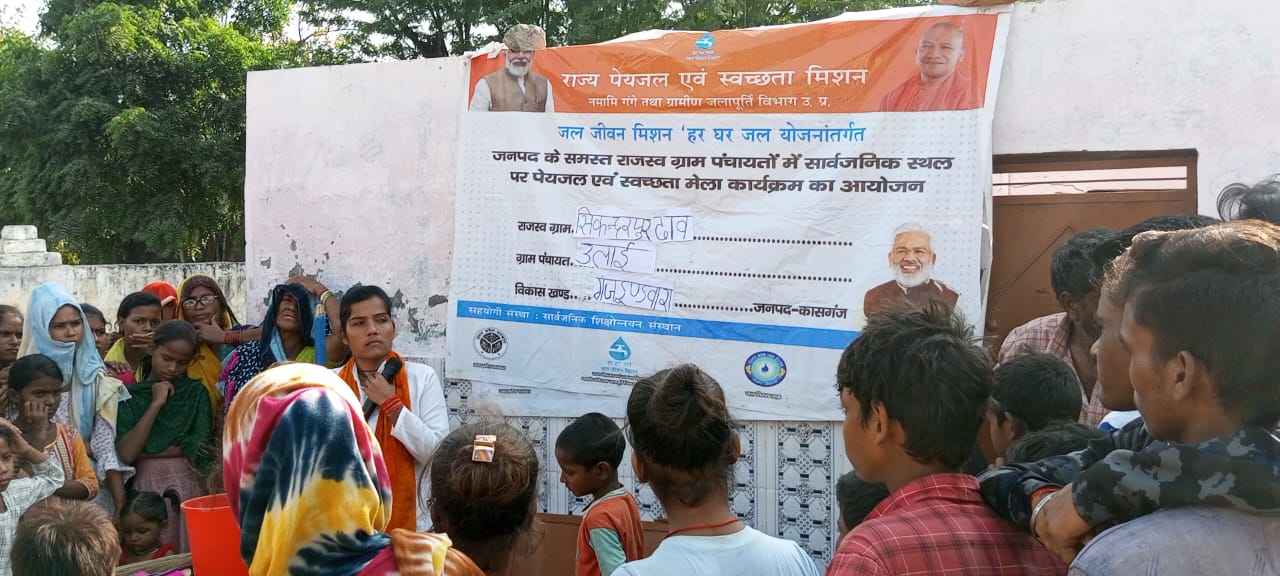 राज्य पेयजल एवं स्वच्छता मिशन
नमामि गंगे तथा ग्रामीण जलापूर्ति विभाग उ. प्र.
जल जीवन मिशन 'हर घर जल योजनांतर्गत
जनपद के समस्त राजस्व ग्राम पंचायतों में सार्वजनिक स्थल
पर पेयजल एवं स्वच्छता मेला कार्यक्रम का आयोजन
राजस्व ग्राम. सिकन्दरपुर ढाव
ग्राम पंचायत... उलाई
विकास खण्ड.... गंजडुण्डवारा ............जनपद-कासगंज
सहयोगी संस्था : सार्वजनिक शिक्षोन्नयन संस्थान